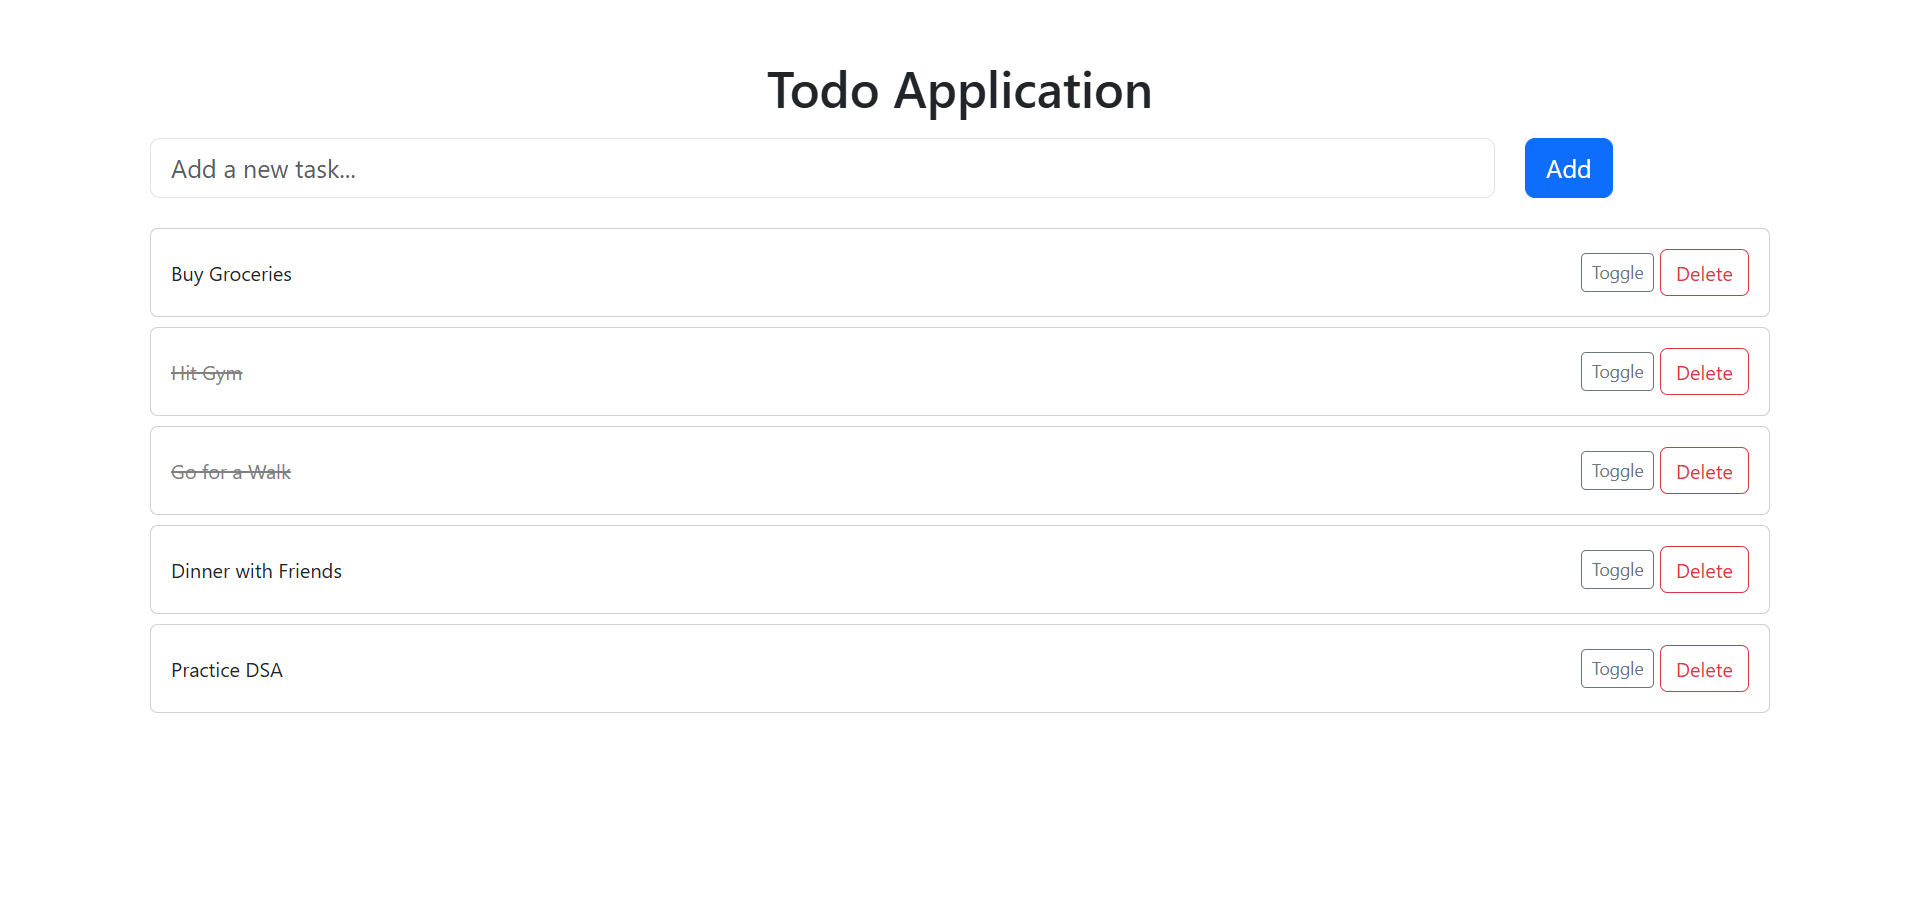 Todo Application
Add a new task... Add
Buy Groceries Toggle Delete
Hit Gym Toggle Delete
Go for a Walk Toggle Delete
Dinner with Friends Toggle Delete
Practice DSA Toggle Delete